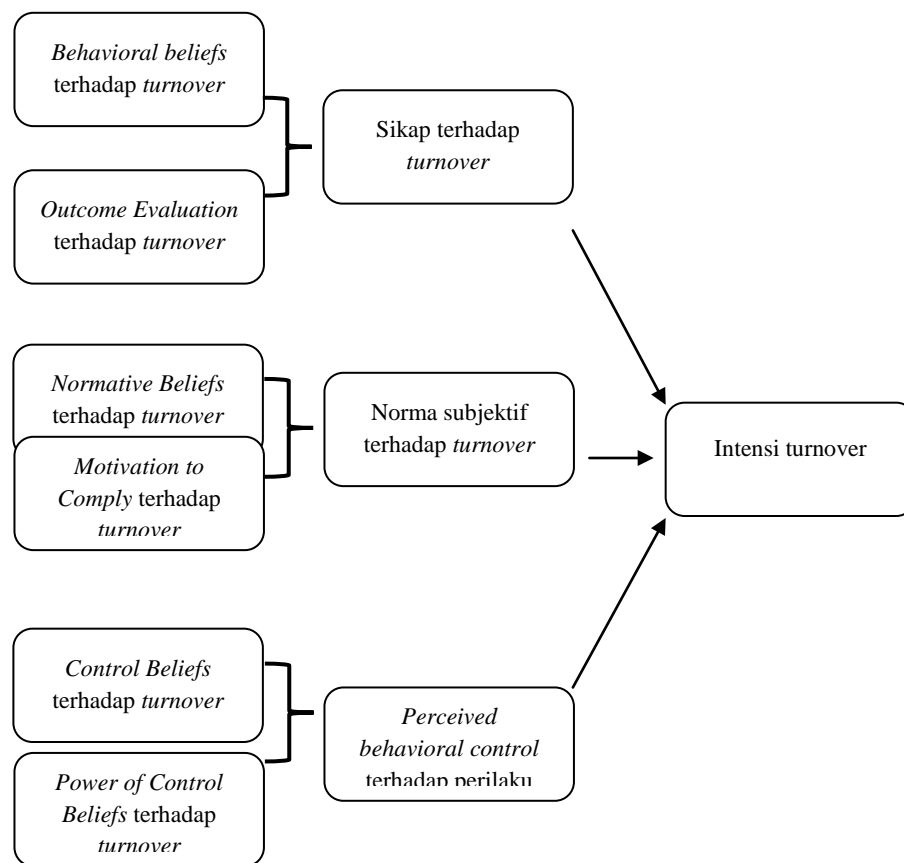 Behavioral beliefs
terhadap turnover
Outcome Evaluation
terhadap turnover
Sikap terhadap
turnover
Normative Beliefs
terhadap turnover
Motivation to
Comply terhadap
turnover
Norma subjektif
terhadap turnover
Control Beliefs
terhadap turnover
Power of Control
Beliefs terhadap
turnover
Perceived
behavioral control
terhadap perilaku
Intensi turnover